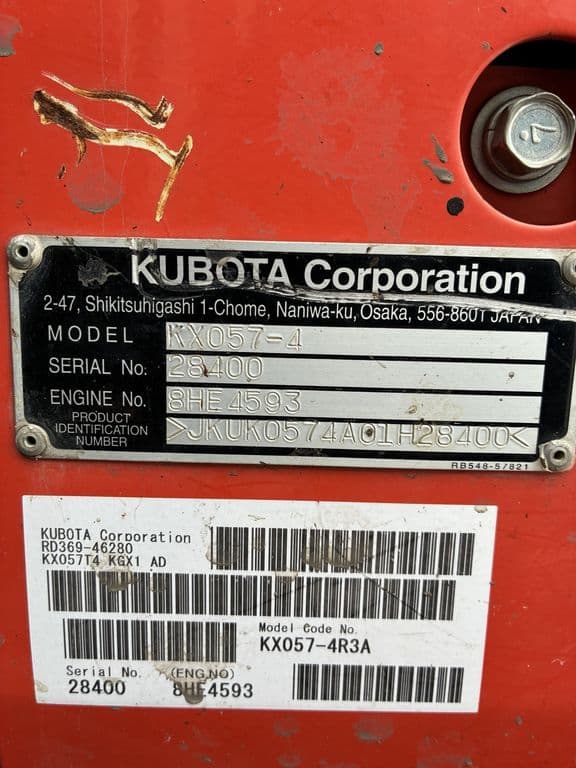 KUBOTA Corporation
2-47, Shikitsuhigashi 1-Chome, Naniwa-ku, Osaka, 556-8601 JAPAN
MODEL KX057-4
SERIAL No. 28400
ENGINE No. 8HE4593
PRODUCT IDENTIFICATION NUMBER >JKUK0574A01H28400<
RB548-57821
KUBOTA Corporation
RD369-46280
KX057T4 KGX1 AD
Model Code No.
KX057-4R3A
Serial No. (ENG.NO)
28400 8HE4593